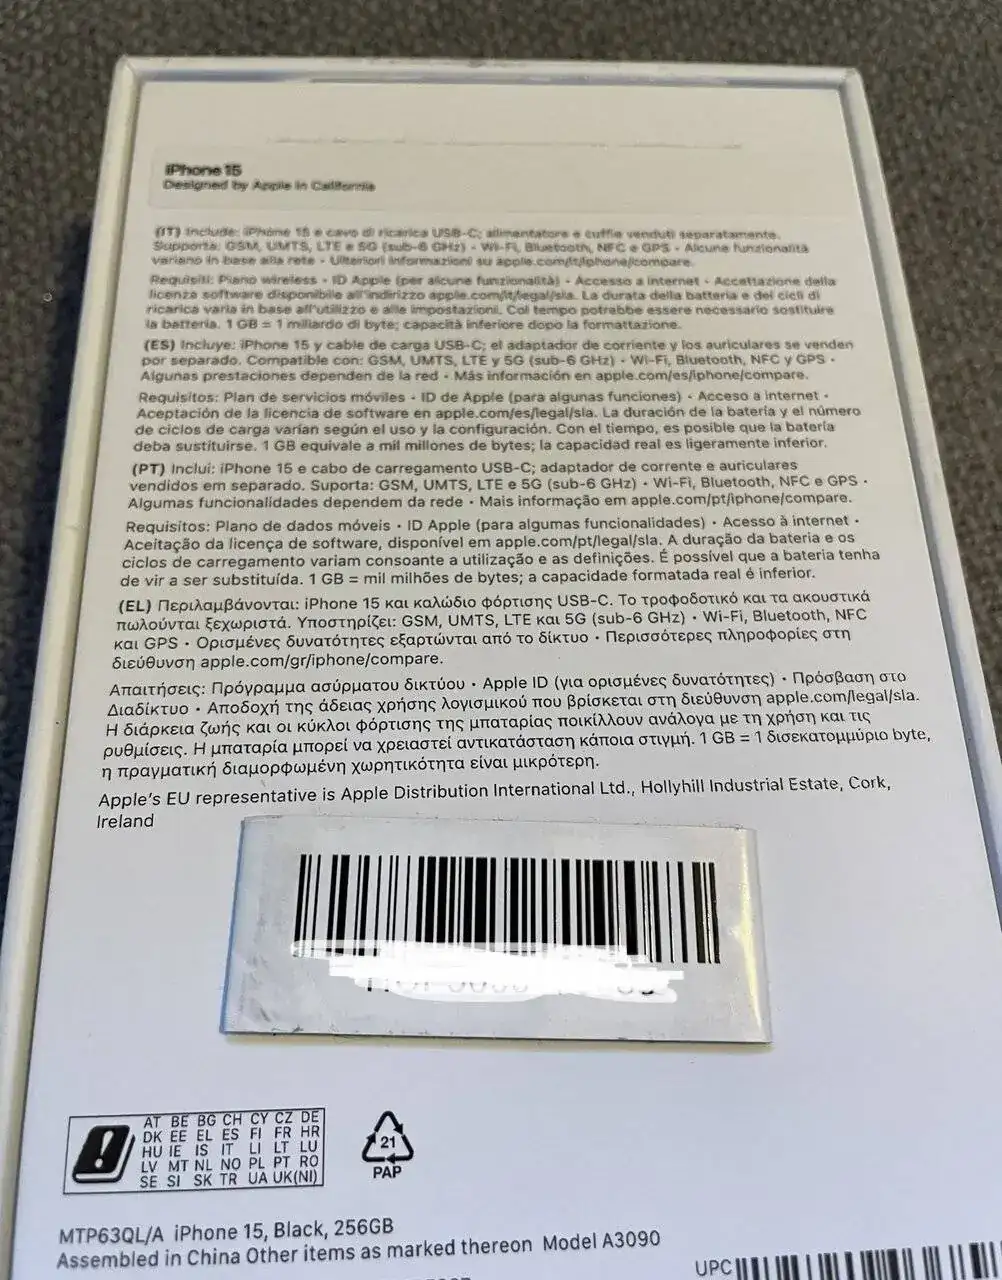 iPhone 15
Designed by Apple in California
(IT) Include: iPhone 15 e cavo di ricarica USB-C; alimentatore e cuffie venduti separatamente.
Supporta: GSM, UMTS, LTE e 5G (sub-6 GHz) • Wi-Fi, Bluetooth, NFC e GPS • Alcune funzionalità
variano in base alla rete • Ulteriori informazioni su apple.com/it/iphone/compare.
Requisiti: Piano wireless • ID Apple (per alcune funzionalità) • Accesso a internet • Accettazione della
licenza software disponibile all'indirizzo apple.com/it/legal/sla. La durata della batteria e dei cicli di
ricarica varia in base all'utilizzo e alle impostazioni. Col tempo potrebbe essere necessario sostituire
la batteria. 1 GB = 1 miliardo di byte; capacità inferiore dopo la formattazione.
(ES) Incluye: iPhone 15 y cable de carga USB-C; el adaptador de corriente y los auriculares se venden
por separado. Compatible con: GSM, UMTS, LTE y 5G (sub-6 GHz) • Wi-Fi, Bluetooth, NFC y GPS •
Algunas prestaciones dependen de la red • Más información en apple.com/es/iphone/compare.
Requisitos: Plan de servicios móviles • ID de Apple (para algunas funciones) • Acceso a internet •
Aceptación de la licencia de software en apple.com/es/legal/sla. La duración de la batería y el número
de ciclos de carga varían según el uso y la configuración. Con el tiempo, es posible que la batería
deba sustituirse. 1 GB equivale a mil millones de bytes; la capacidad real es ligeramente inferior.
(PT) Inclui: iPhone 15 e cabo de carregamento USB-C; adaptador de corrente e auriculares
vendidos em separado. Suporta: GSM, UMTS, LTE e 5G (sub-6 GHz) • Wi-Fi, Bluetooth, NFC e GPS •
Algumas funcionalidades dependem da rede • Mais informação em apple.com/pt/iphone/compare.
Requisitos: Plano de dados móveis • ID Apple (para algumas funcionalidades) • Acesso à internet •
Aceitação da licença de software, disponível em apple.com/pt/legal/sla. A duração da bateria e os
ciclos de carregamento variam consoante a utilização e as definições. É possível que a bateria tenha
de vir a ser substituída. 1 GB = mil milhões de bytes; a capacidade formatada real é inferior.
(EL) Περιλαμβάνονται: iPhone 15 και καλώδιο φόρτισης USB-C. Το τροφοδοτικό και τα ακουστικά
πωλούνται ξεχωριστά. Υποστηρίζει: GSM, UMTS, LTE και 5G (sub-6 GHz) • Wi-Fi, Bluetooth, NFC
και GPS • Ορισμένες δυνατότητες εξαρτώνται από το δίκτυο • Περισσότερες πληροφορίες στη
διεύθυνση apple.com/gr/iphone/compare.
Απαιτήσεις: Πρόγραμμα ασύρματου δικτύου • Apple ID (για ορισμένες δυνατότητες) • Πρόσβαση στο
Διαδίκτυο • Αποδοχή της άδειας χρήσης λογισμικού που βρίσκεται στη διεύθυνση apple.com/legal/sla.
Η διάρκεια ζωής και οι κύκλοι φόρτισης της μπαταρίας ποικίλλουν ανάλογα με τη χρήση και τις
ρυθμίσεις. Η μπαταρία μπορεί να χρειαστεί αντικατάσταση κάποια στιγμή. 1 GB = 1 δισεκατομμύριο byte,
η πραγματική διαμορφωμένη χωρητικότητα είναι μικρότερη.
Apple's EU representative is Apple Distribution International Ltd., Hollyhill Industrial Estate, Cork,
Ireland
AT BE BG CH CY CZ DE
DK EE EL ES FI FR HR
HU IE IS IT LI LT LU
LV MT NL NO PL PT RO
SE SI SK TR UA UK(NI)
21
PAP
MTP63QL/A iPhone 15, Black, 256GB
Assembled in China Other items as marked thereon Model A3090
UPC